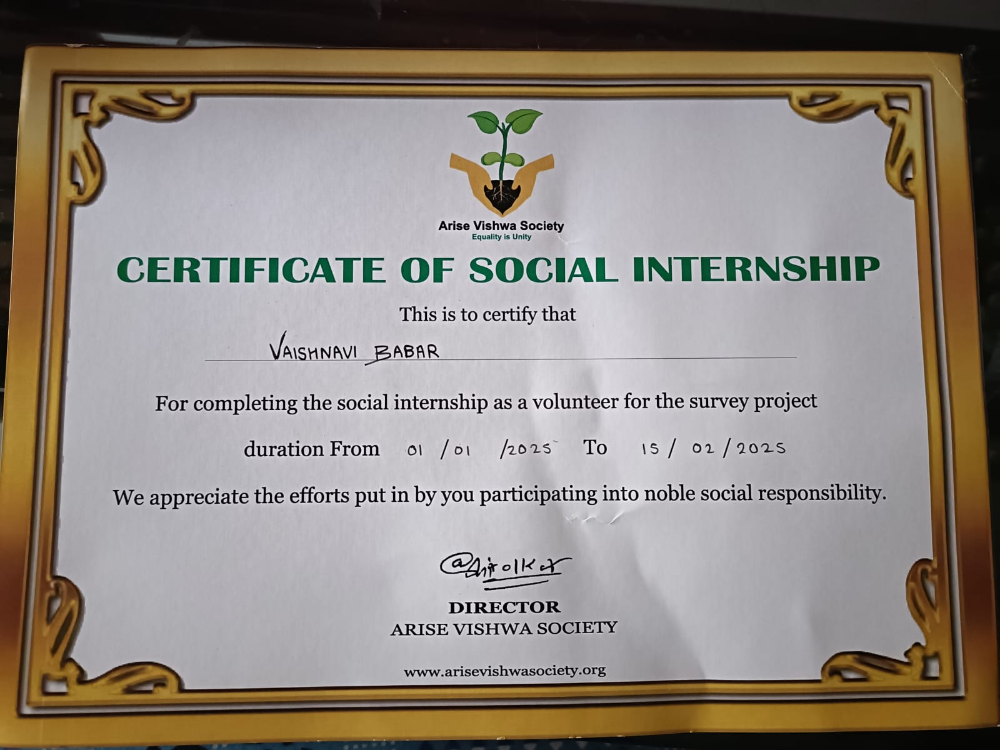 Arise Vishwa Society
Equality is Unity
CERTIFICATE OF SOCIAL INTERNSHIP
This is to certify that
VAISHNAVI BABAR
For completing the social internship as a volunteer for the survey project
duration From 01 / 01 /2025 To 15 / 02 / 2025
We appreciate the efforts put in by you participating into noble social responsibility.
DIRECTOR
ARISE VISHWA SOCIETY
www.arisevishwasociety.org